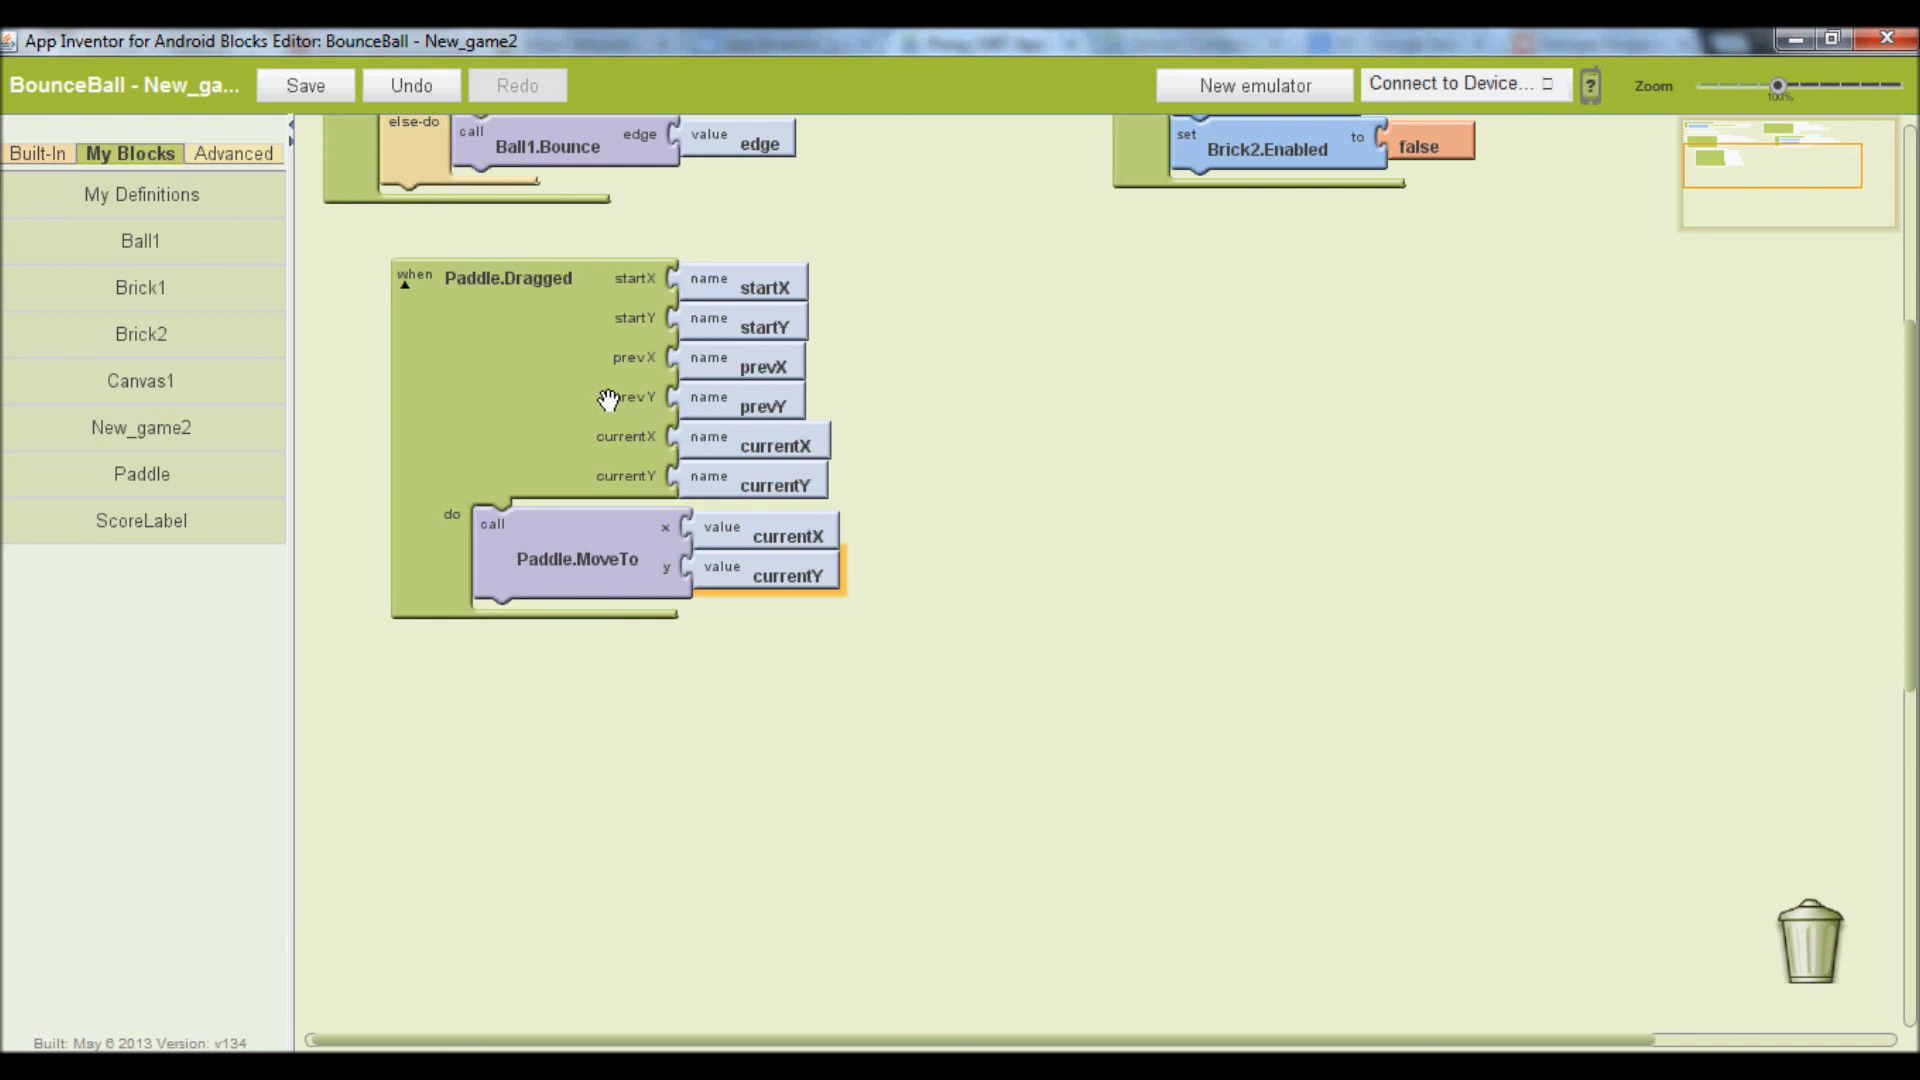 App Inventor for Android Blocks Editor: BounceBall - New_game2
BounceBall - New_ga... Save Undo Redo New emulator Connect to Device... Zoom
100%
Built-In My Blocks Advanced
My Definitions
Ball1
Brick1
Brick2
Canvas1
New_game2
Paddle
ScoreLabel
Built: May 6 2013 Version: v134
else-do call Ball1.Bounce edge value edge
set Brick2.Enabled to false
when Paddle.Dragged startX name startX
startY name startY
prevX name prevX
prevY name prevY
currentX name currentX
currentY name currentY
do call Paddle.MoveTo x value currentX
y value currentY